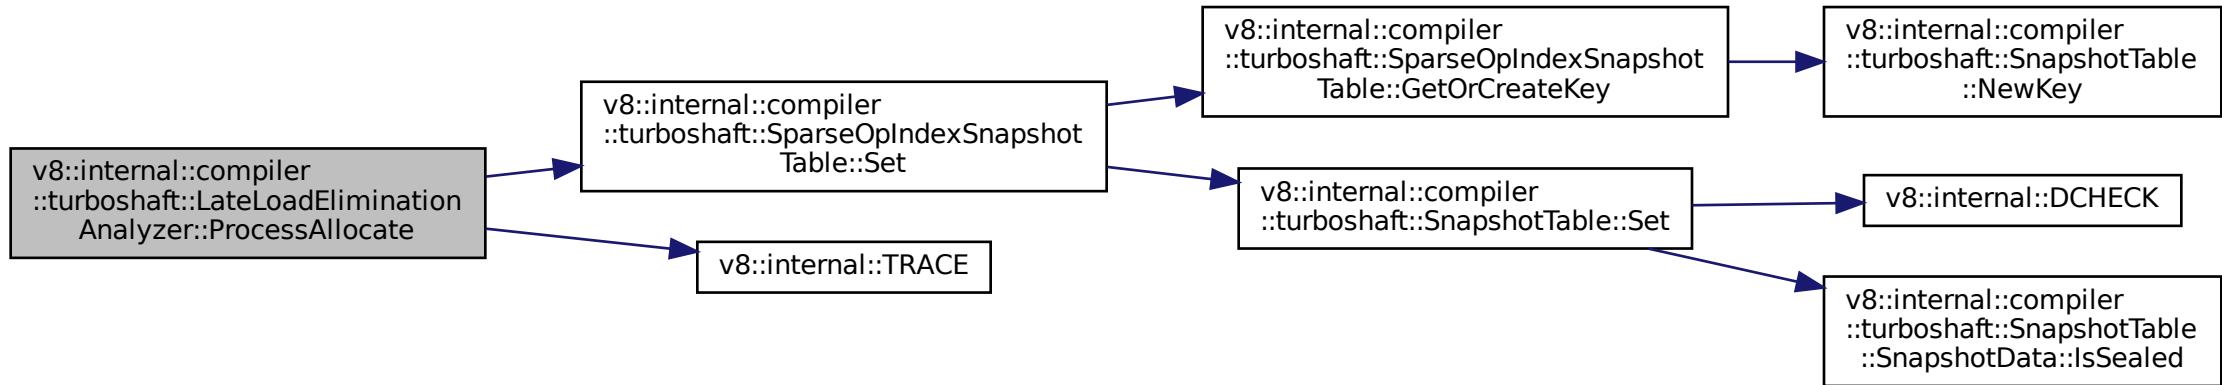 v8::internal::compiler
::turboshaft::LateLoadElimination
Analyzer::ProcessAllocate
v8::internal::compiler
::turboshaft::SparseOpIndexSnapshot
Table::Set
v8::internal::TRACE
v8::internal::compiler
::turboshaft::SparseOpIndexSnapshot
Table::GetOrCreateKey
v8::internal::compiler
::turboshaft::SnapshotTable::Set
v8::internal::compiler
::turboshaft::SnapshotTable
::NewKey
v8::internal::DCHECK
v8::internal::compiler
::turboshaft::SnapshotTable
::SnapshotData::IsSealed